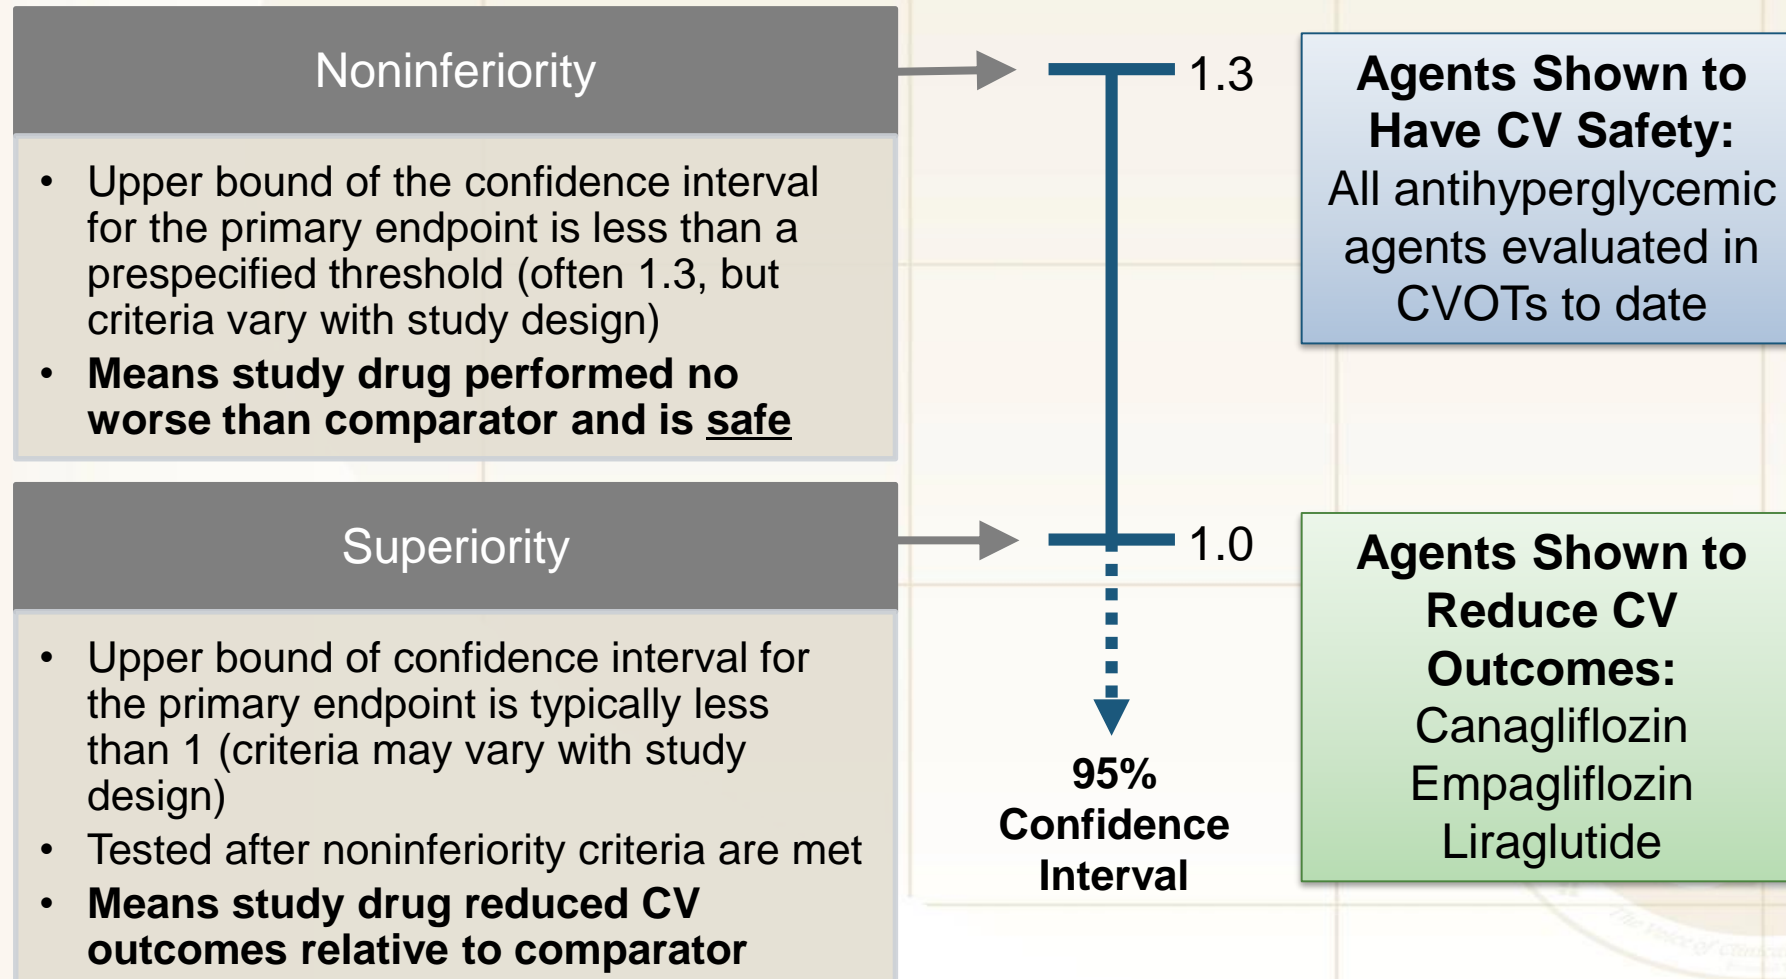 Noninferiority
• Upper bound of the confidence interval
for the primary endpoint is less than a
prespecified threshold (often 1.3, but
criteria vary with study design)
• Means study drug performed no
worse than comparator and is safe
1.3
Agents Shown to
Have CV Safety:
All antihyperglycemic
agents evaluated in
CVOTs to date
Superiority
• Upper bound of confidence interval for
the primary endpoint is typically less
than 1 (criteria may vary with study
design)
• Tested after noninferiority criteria are met
• Means study drug reduced CV
outcomes relative to comparator
1.0
95%
Confidence
Interval
Agents Shown to
Reduce CV
Outcomes:
Canagliflozin
Empagliflozin
Liraglutide
The Voice of Clinical